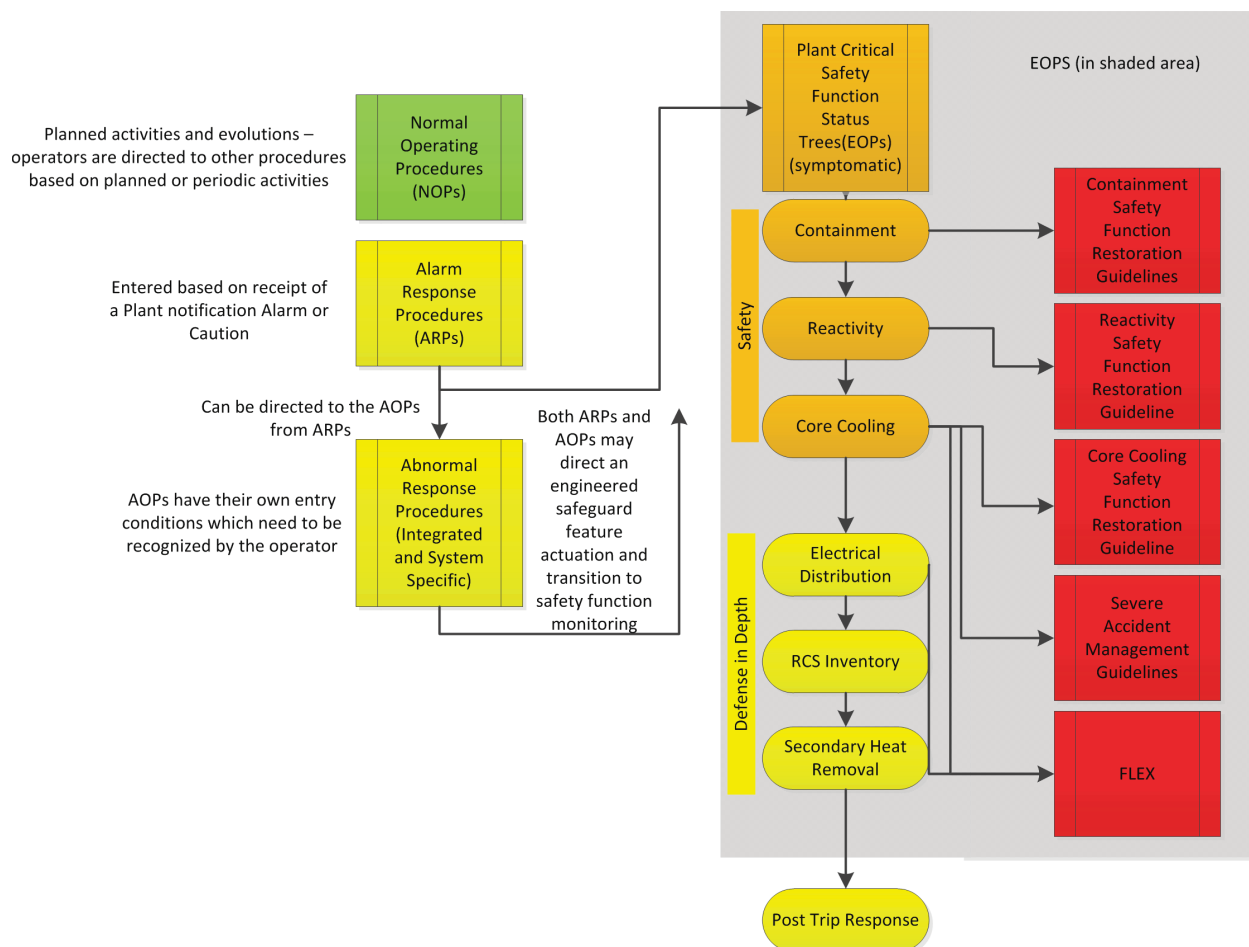 Planned activities and evolutions –
operators are directed to other procedures
based on planned or periodic activities
Normal
Operating
Procedures
(NOPs)
Entered based on receipt of
a Plant notification Alarm or
Caution
Alarm
Response
Procedures
(ARPs)
Can be directed to the AOPs
from ARPs
AOPs have their own entry
conditions which need to be
recognized by the operator
Abnormal
Response
Procedures
(Integrated
and System
Specific)
Both ARPs and
AOPs may
direct an
engineered
safeguard
feature
actuation and
transition to
safety function
monitoring
EOPS (in shaded area)
Plant Critical
Safety
Function
Status
Trees(EOPs)
(symptomatic)
Safety
Containment
Reactivity
Core Cooling
Defense in Depth
Electrical
Distribution
RCS Inventory
Secondary Heat
Removal
Post Trip Response
Containment
Safety
Function
Restoration
Guidelines
Reactivity
Safety
Function
Restoration
Guideline
Core Cooling
Safety
Function
Restoration
Guideline
Severe
Accident
Management
Guidelines
FLEX